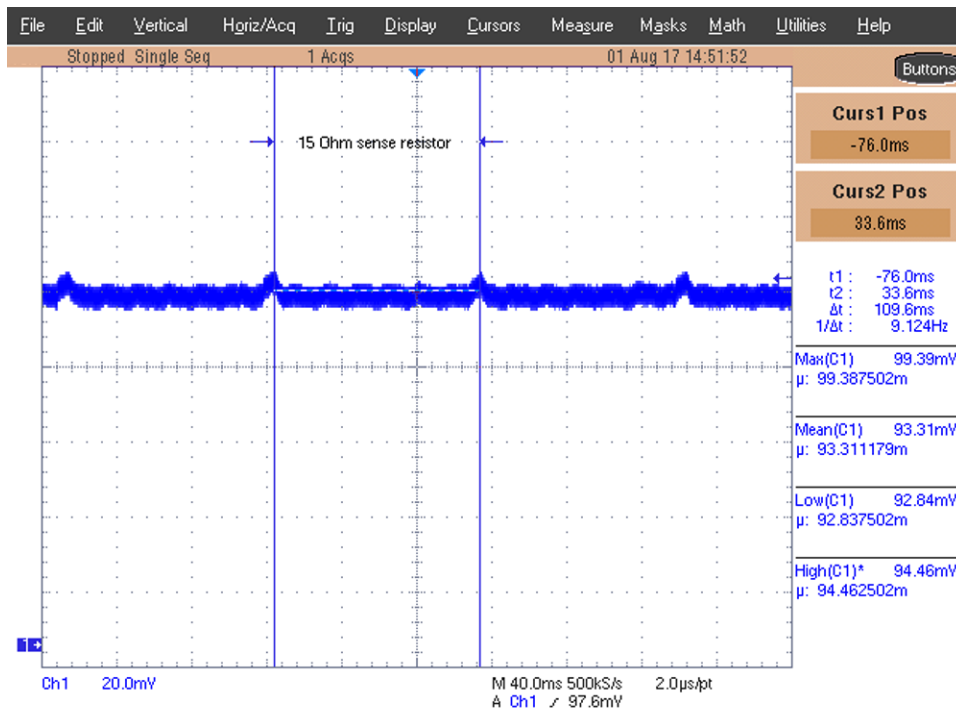 File Edit Vertical Horiz/Acq Trig Display Cursors Measure Masks Math Utilities Help
Stopped Single Seq 1 Acqs 01 Aug 17 14:51:52
Buttons
Curs1 Pos
-76.0ms
Curs2 Pos
33.6ms
15 Ohm sense resistor
t1 : -76.0ms
t2 : 33.6ms
Δt : 109.6ms
1/Δt : 9.124Hz
Max(C1) 99.39mV
µ: 99.387502m
Mean(C1) 93.31mV
µ: 93.311179m
Low(C1) 92.84mV
µ: 92.837502m
High(C1)* 94.46mV
µ: 94.462502m
1
Ch1 20.0mV M 40.0ms 500kS/s 2.0µs/pt
A Ch1 / 97.6mV